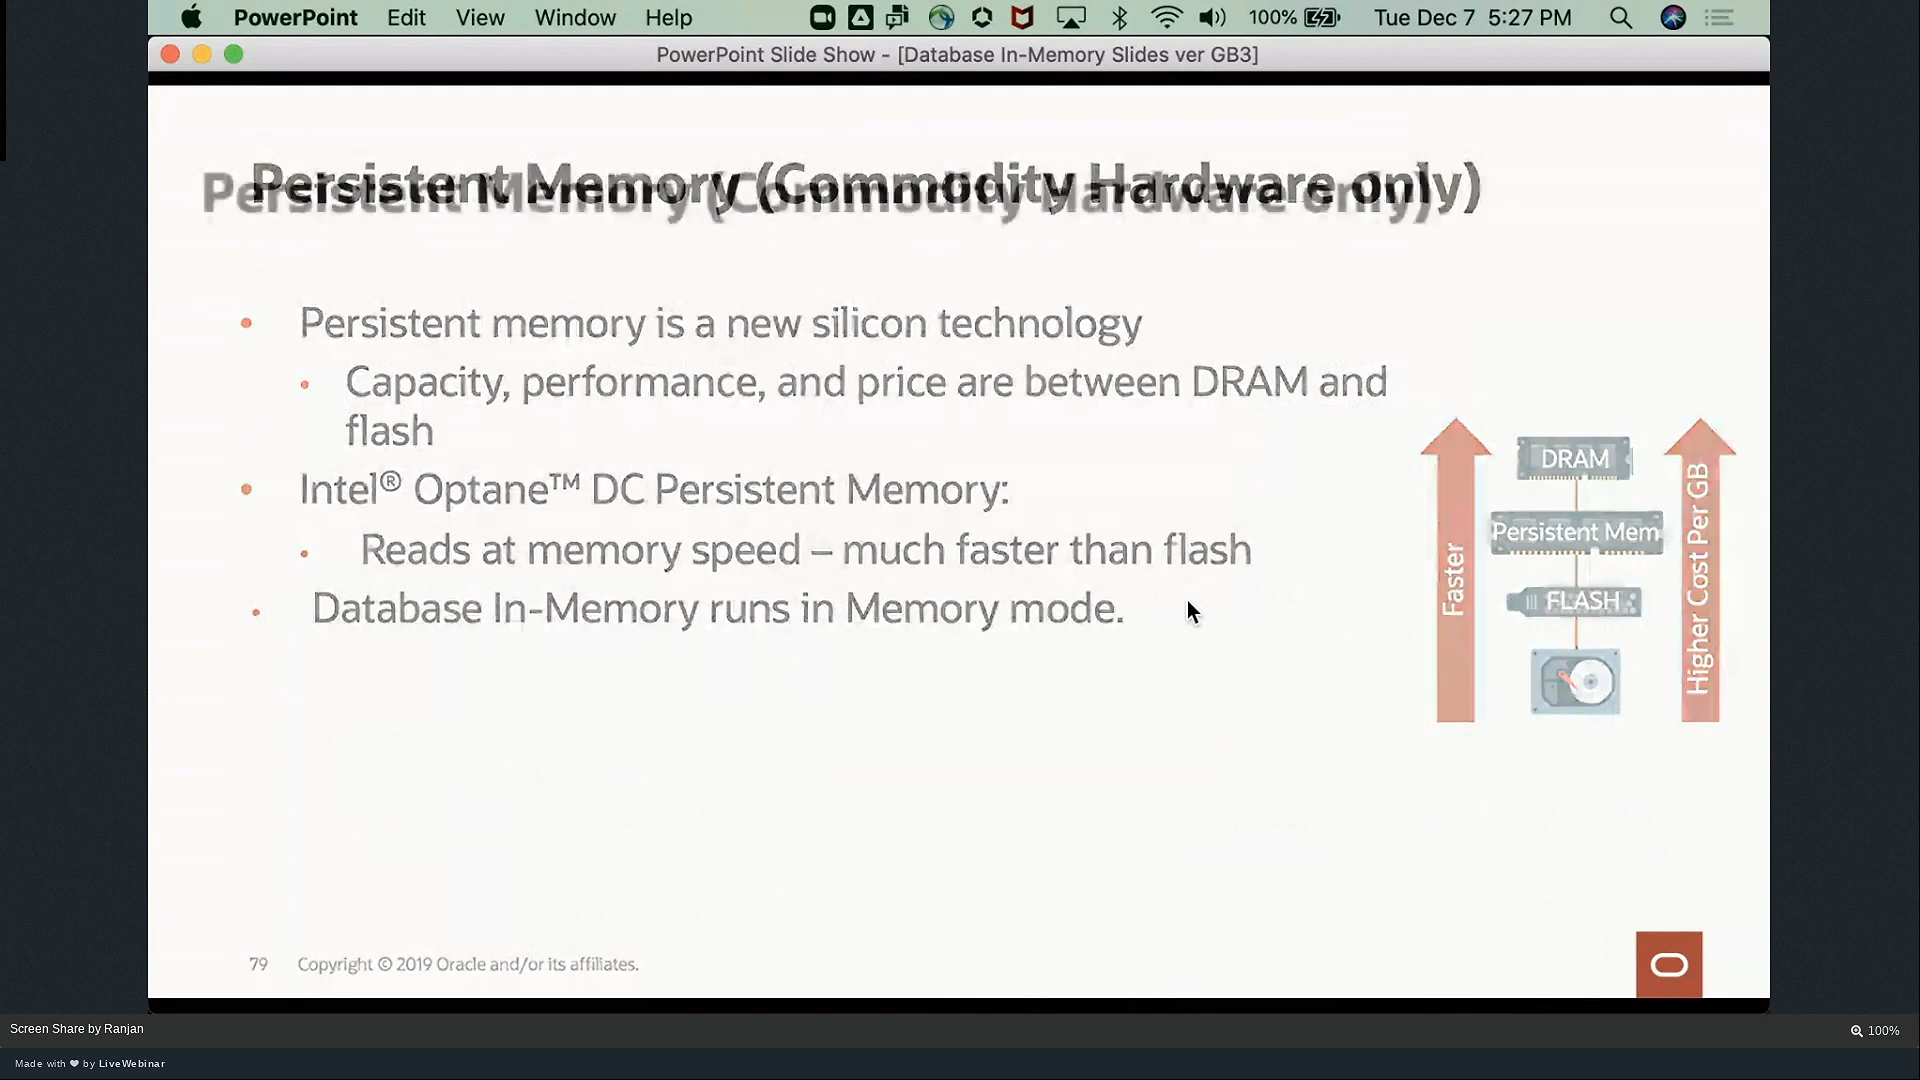 PowerPoint Edit View Window Help 100% Tue Dec 7 5:27 PM
PowerPoint Slide Show - [Database In-Memory Slides ver GB3]
Persistent Memory (Commodity Hardware only)
Persistent Memory (Commodity Hardware only)
• Persistent memory is a new silicon technology
• Capacity, performance, and price are between DRAM and
flash
• Intel® Optane™ DC Persistent Memory:
• Reads at memory speed – much faster than flash
• Database In-Memory runs in Memory mode.
Faster
DRAM
Persistent Mem
FLASH
Higher Cost Per GB
79 Copyright © 2019 Oracle and/or its affiliates.
Screen Share by Ranjan
100%
Made with ♥ by LiveWebinar